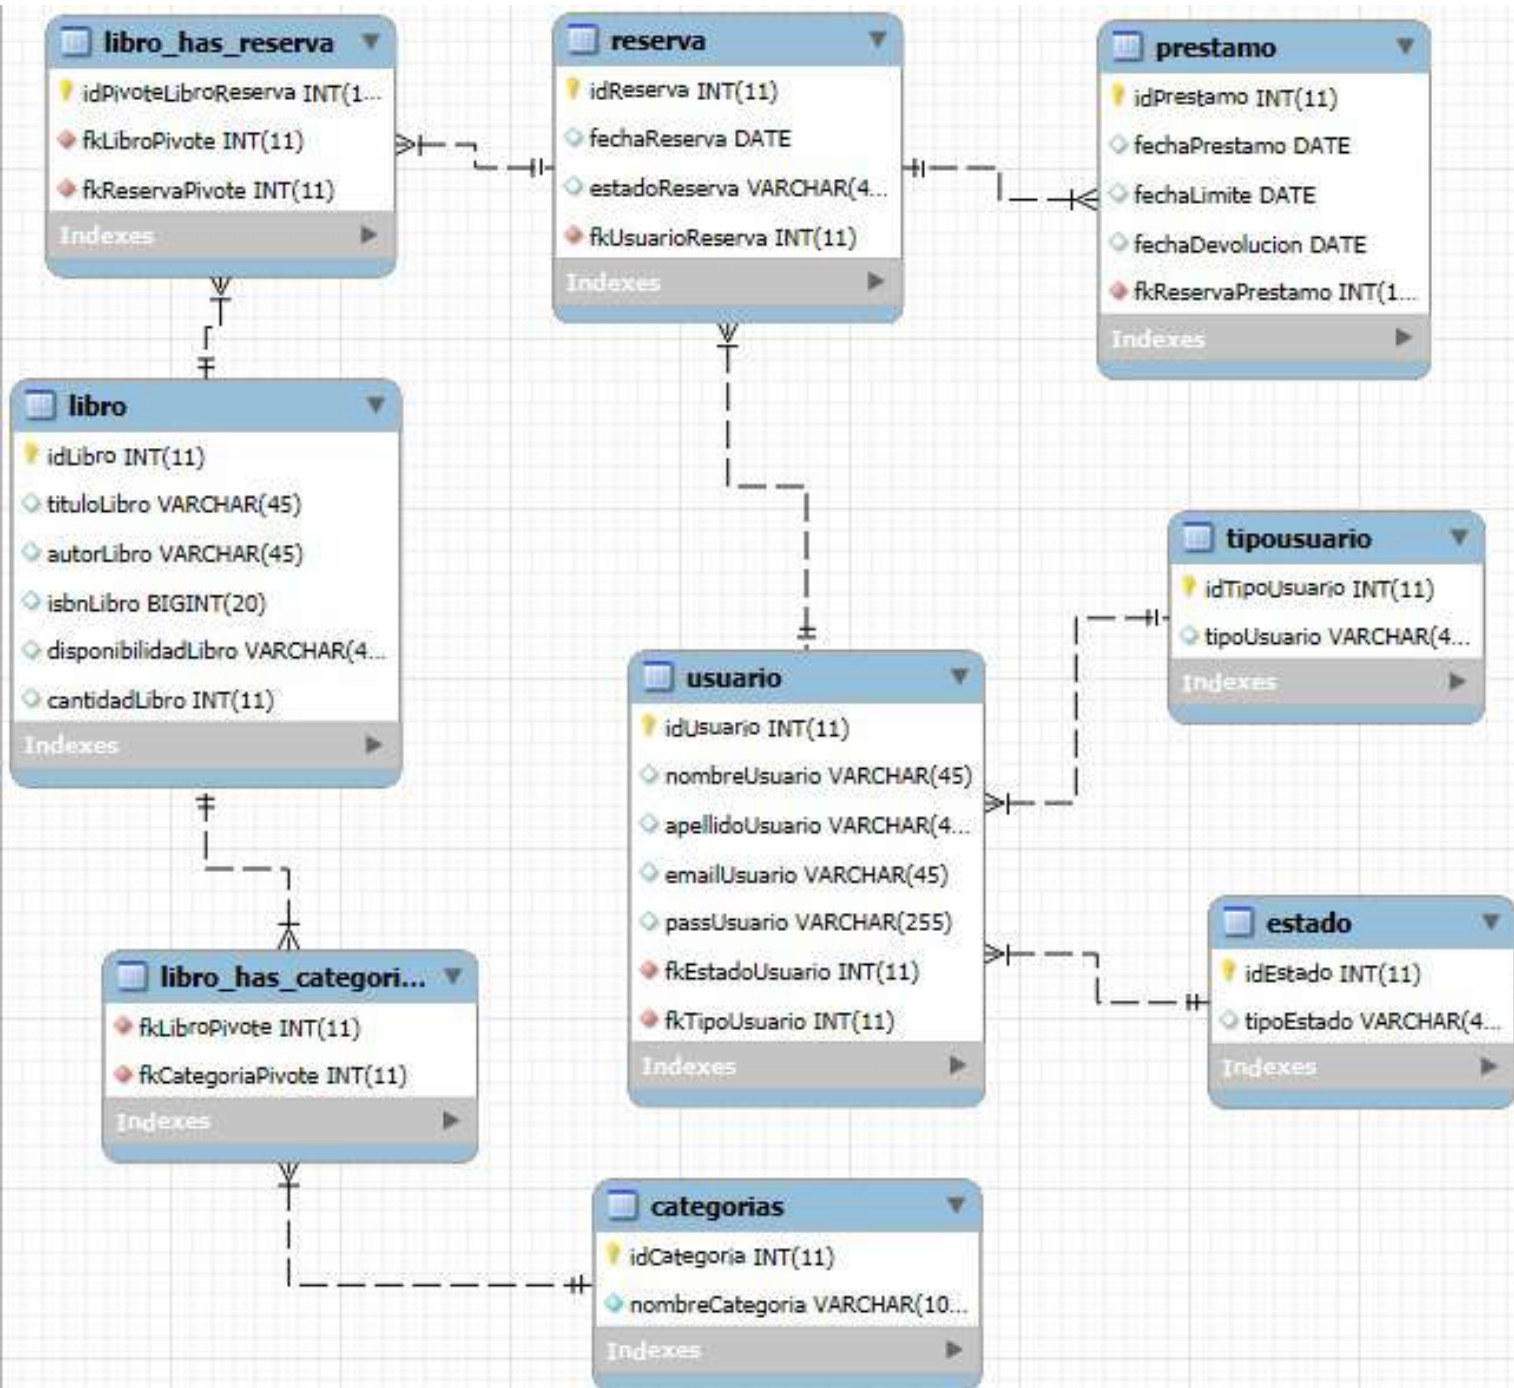 libro_has_reserva
idPivoteLibroReserva INT(1...
fkLibroPivote INT(11)
fkReservaPivote INT(11)
Indexes
reserva
idReserva INT(11)
fechaReserva DATE
estadoReserva VARCHAR(4...
fkUsuarioReserva INT(11)
Indexes
prestamo
idPrestamo INT(11)
fechaPrestamo DATE
fechaLimite DATE
fechaDevolucion DATE
fkReservaPrestamo INT(1...
Indexes
libro
idLibro INT(11)
tituloLibro VARCHAR(45)
autorLibro VARCHAR(45)
isbnLibro BIGINT(20)
disponibilidadLibro VARCHAR(4...
cantidadLibro INT(11)
Indexes
tipousuario
idTipoUsuario INT(11)
tipoUsuario VARCHAR(4...
Indexes
usuario
idUsuario INT(11)
nombreUsuario VARCHAR(45)
apellidoUsuario VARCHAR(4...
emailUsuario VARCHAR(45)
passUsuario VARCHAR(255)
fkEstadoUsuario INT(11)
fkTipoUsuario INT(11)
Indexes
estado
idEstado INT(11)
tipoEstado VARCHAR(4...
Indexes
libro_has_categori...
fkLibroPivote INT(11)
fkCategoriaPivote INT(11)
Indexes
categorias
idCategoria INT(11)
nombreCategoria VARCHAR(10...
Indexes